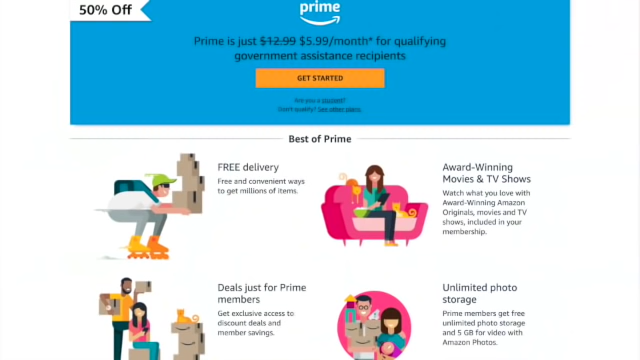 50% Off
prime
Prime is just $12.99 $5.99/month* for qualifying
government assistance recipients
GET STARTED
Are you a student?
Don't qualify? See other plans.
Best of Prime
FREE delivery
Free and convenient ways
to get millions of items.
Award-Winning
Movies & TV Shows
Watch what you love with
Award-Winning Amazon
Originals, movies and TV
shows, included in your
membership.
Deals just for Prime
members
Get exclusive access to
discount deals and
member savings.
Unlimited photo
storage
Prime members get free
unlimited photo storage
and 5 GB for video with
Amazon Photos.